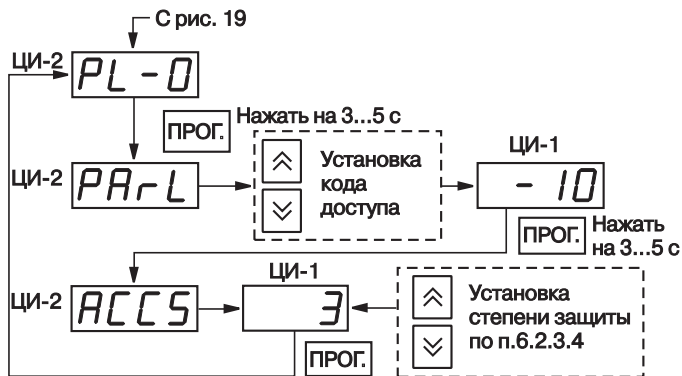 С рис. 19
ЦИ-2
PL-0
ПРОГ.
Нажать на 3...5 с
ЦИ-2
PArL
Установка
кода
доступа
ЦИ-1
- 10
ПРОГ.
Нажать
на 3...5 с
ЦИ-2
ACCS
ЦИ-1
3
Установка
степени защиты
по п.6.2.3.4
ПРОГ.